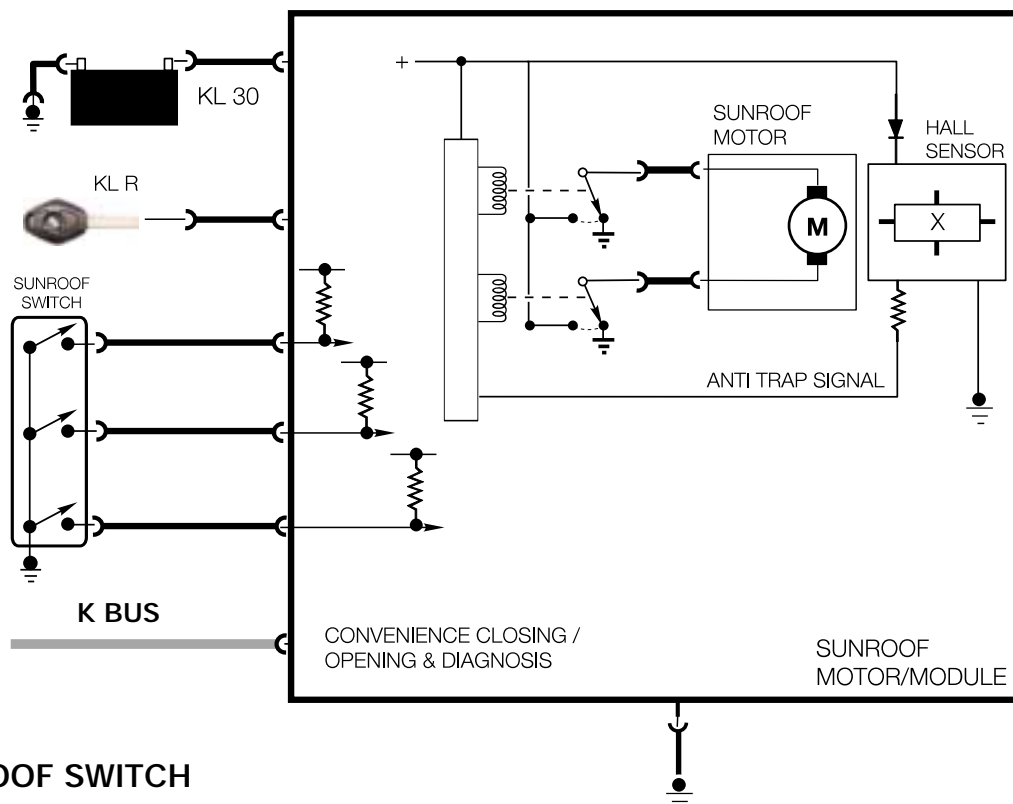 KL 30
+
SUNROOF
MOTOR
HALL
SENSOR
KL R
M
X
SUNROOF
SWITCH
ANTI TRAP SIGNAL
K BUS
CONVENIENCE CLOSING /
OPENING & DIAGNOSIS
SUNROOF
MOTOR/MODULE
SWITCH